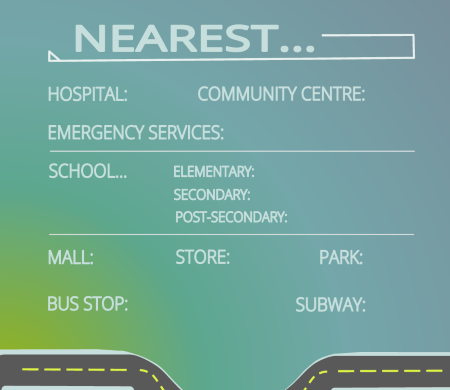 NEAREST...
HOSPITAL: COMMUNITY CENTRE:
EMERGENCY SERVICES:
SCHOOL... ELEMENTARY:
SECONDARY:
POST-SECONDARY:
MALL: STORE: PARK:
BUS STOP: SUBWAY: